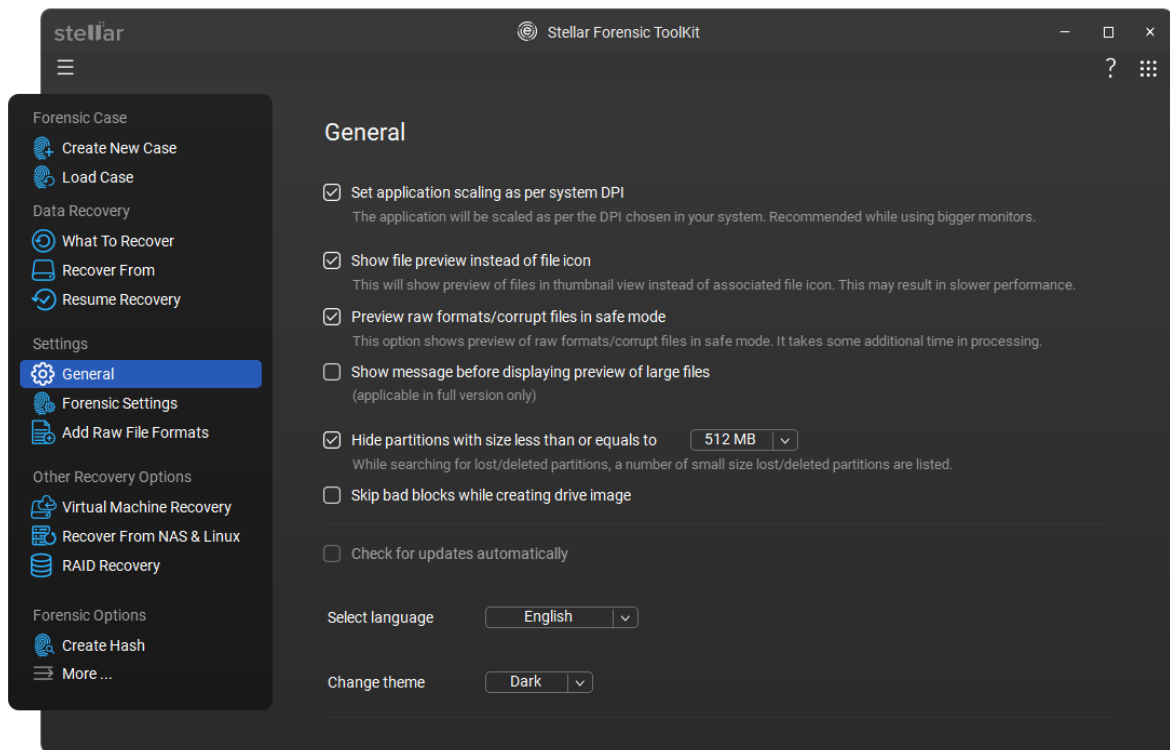 stellar
Stellar Forensic ToolKit
?
Forensic Case
Create New Case
Load Case
Data Recovery
What To Recover
Recover From
Resume Recovery
Settings
General
Forensic Settings
Add Raw File Formats
Other Recovery Options
Virtual Machine Recovery
Recover From NAS & Linux
RAID Recovery
Forensic Options
Create Hash
More ...
General
Set application scaling as per system DPI
The application will be scaled as per the DPI chosen in your system. Recommended while using bigger monitors.
Show file preview instead of file icon
This will show preview of files in thumbnail view instead of associated file icon. This may result in slower performance.
Preview raw formats/corrupt files in safe mode
This option shows preview of raw formats/corrupt files in safe mode. It takes some additional time in processing.
Show message before displaying preview of large files
(applicable in full version only)
Hide partitions with size less than or equals to 512 MB
While searching for lost/deleted partitions, a number of small size lost/deleted partitions are listed.
Skip bad blocks while creating drive image
Check for updates automatically
Select language English
Change theme Dark